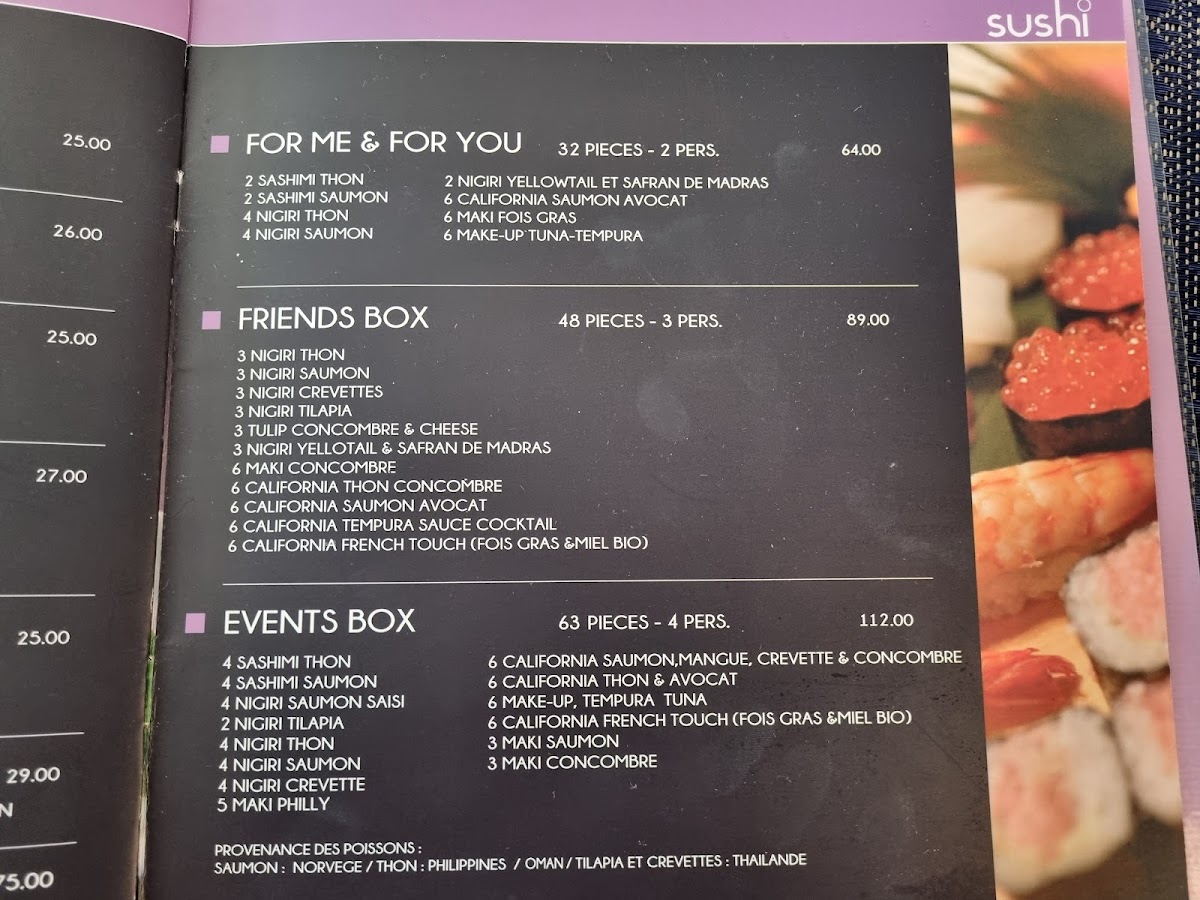 sushi
25.00
26.00
25.00
27.00
25.00
29.00
N
75.00
FOR ME & FOR YOU 32 PIECES - 2 PERS. 64.00
2 SASHIMI THON
2 SASHIMI SAUMON
4 NIGIRI THON
4 NIGIRI SAUMON
2 NIGIRI YELLOWTAIL ET SAFRAN DE MADRAS
6 CALIFORNIA SAUMON AVOCAT
6 MAKI FOIS GRAS
6 MAKE-UP TUNA-TEMPURA
FRIENDS BOX 48 PIECES - 3 PERS. 89.00
3 NIGIRI THON
3 NIGIRI SAUMON
3 NIGIRI CREVETTES
3 NIGIRI TILAPIA
3 TULIP CONCOMBRE & CHEESE
3 NIGIRI YELLOTAIL & SAFRAN DE MADRAS
6 MAKI CONCOMBRE
6 CALIFORNIA THON CONCOMBRE
6 CALIFORNIA SAUMON AVOCAT
6 CALIFORNIA TEMPURA SAUCE COCKTAIL
6 CALIFORNIA FRENCH TOUCH (FOIS GRAS &MIEL BIO)
EVENTS BOX 63 PIECES - 4 PERS. 112.00
4 SASHIMI THON
4 SASHIMI SAUMON
4 NIGIRI SAUMON SAISI
2 NIGIRI TILAPIA
4 NIGIRI THON
4 NIGIRI SAUMON
4 NIGIRI CREVETTE
5 MAKI PHILLY
6 CALIFORNIA SAUMON,MANGUE, CREVETTE & CONCOMBRE
6 CALIFORNIA THON & AVOCAT
6 MAKE-UP, TEMPURA TUNA
6 CALIFORNIA FRENCH TOUCH (FOIS GRAS &MIEL BIO)
3 MAKI SAUMON
3 MAKI CONCOMBRE
PROVENANCE DES POISSONS :
SAUMON : NORVEGE / THON : PHILIPPINES / OMAN / TILAPIA ET CREVETTES : THAILANDE